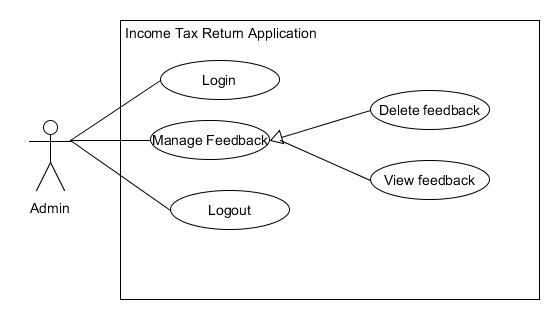 Income Tax Return Application
Login
Delete feedback
Manage Feedback
View feedback
Admin
Logout